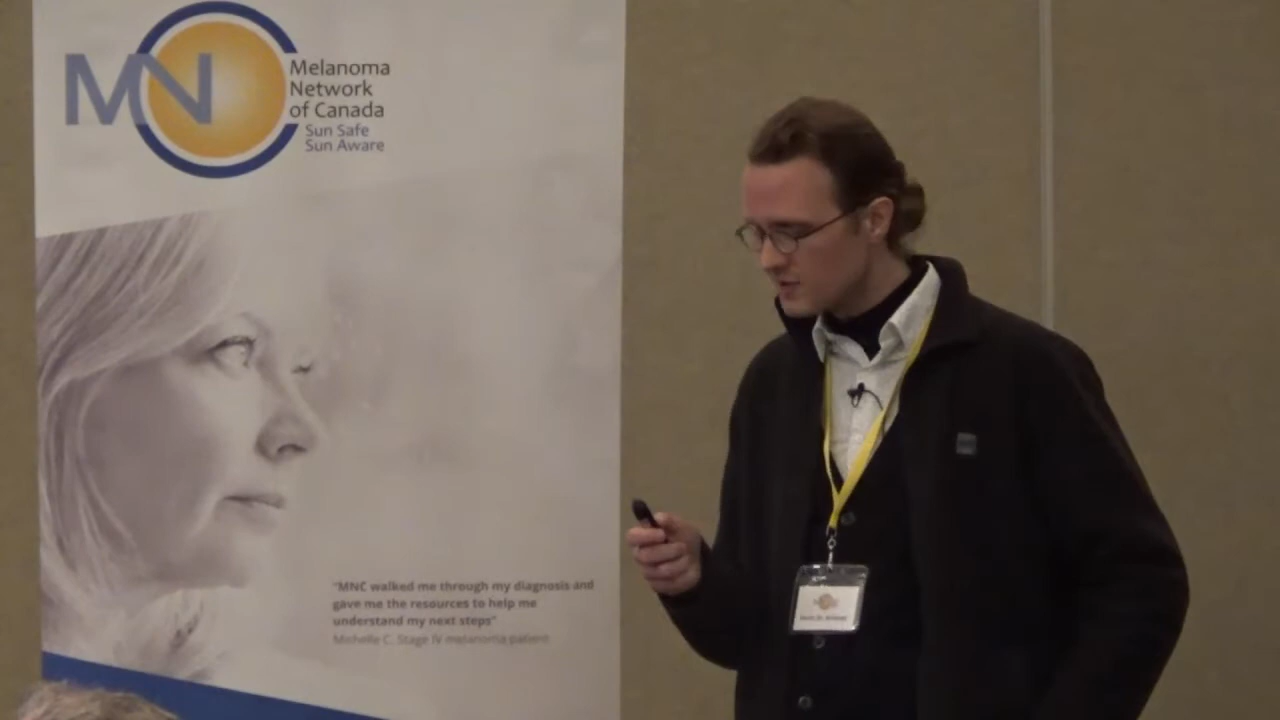 MNC
Melanoma
Network
of Canada
Sun Safe
Sun Aware
"MNC walked me through my diagnosis and
gave me the resources to help me
understand my next steps"
Michelle C. Stage IV melanoma patient